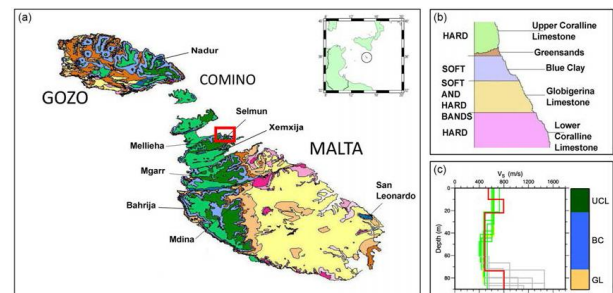 (a)
Nadur
COMINO
GOZO
Selmun
Xemxija
Mellieha
MALTA
Mgarr
San
Leonardo
Bahrija
Mdina
(b)
HARD
Upper Coralline
Limestone
Greensands
SOFT
Blue Clay
SOFT
AND
HARD
BANDS
Globigerina
Limestone
HARD
Lower
Coralline
Limestone
(c)
Vs (m/s)
400 800 1200 1600
0
20
40
60
80
Depth (m)
UCL
BC
GL